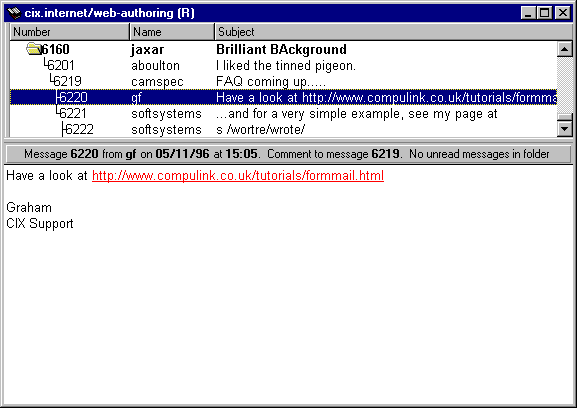 cix.internet/web-authoring (R)
Number Name Subject
6160 jaxar Brilliant BAckground
6201 aboulton I liked the tinned pigeon.
6219 camspec FAQ coming up.....
6220 gf Have a look at http://www.compulink.co.uk/tutorials/formma
6221 softsystems ...and for a very simple example, see my page at
6222 softsystems s /wortre/wrote/
Message 6220 from gf on 05/11/96 at 15:05. Comment to message 6219. No unread messages in folder
Have a look at http://www.compulink.co.uk/tutorials/formmail.html
Graham
CIX Support